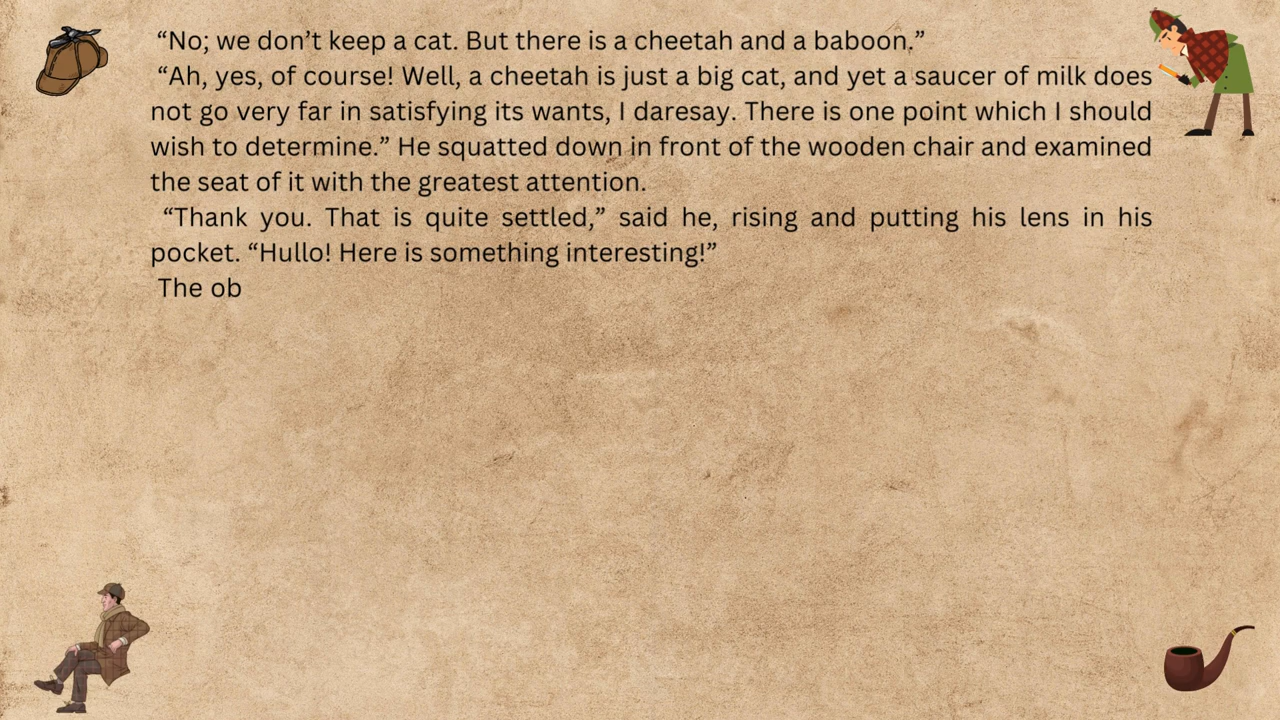 “No; we don’t keep a cat. But there is a cheetah and a baboon.”
“Ah, yes, of course! Well, a cheetah is just a big cat, and yet a saucer of milk does
not go very far in satisfying its wants, I daresay. There is one point which I should
wish to determine.” He squatted down in front of the wooden chair and examined
the seat of it with the greatest attention.
“Thank you. That is quite settled,” said he, rising and putting his lens in his
pocket. “Hullo! Here is something interesting!”
The ob